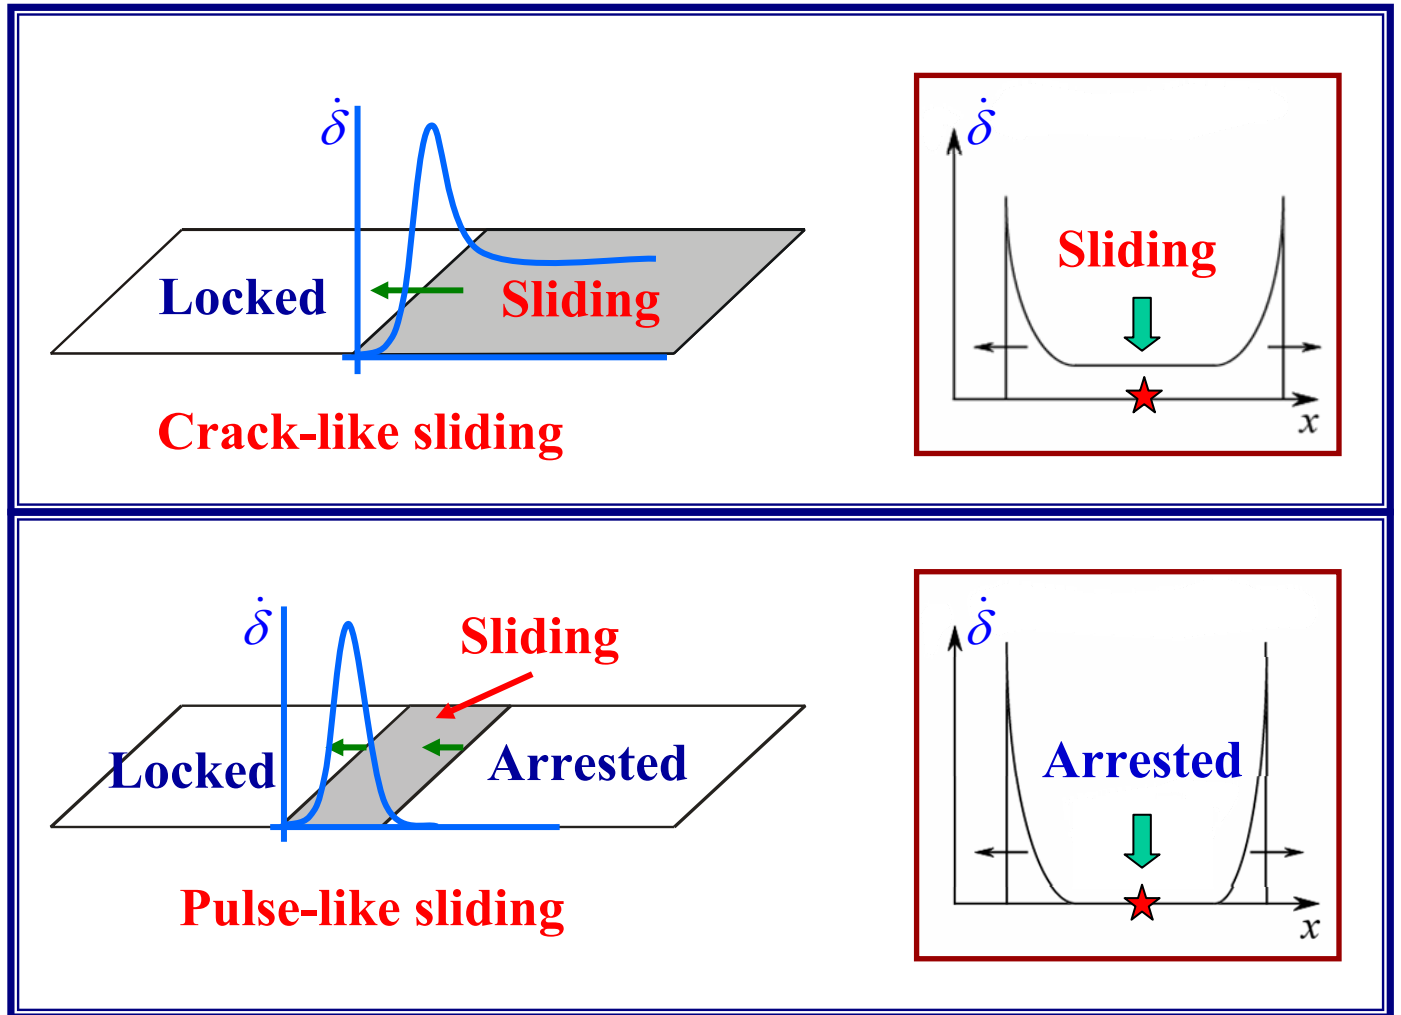 δ̇
Locked
Sliding
Crack-like sliding
δ̇
Sliding
x
δ̇
Sliding
Locked
Arrested
Pulse-like sliding
δ̇
Arrested
x